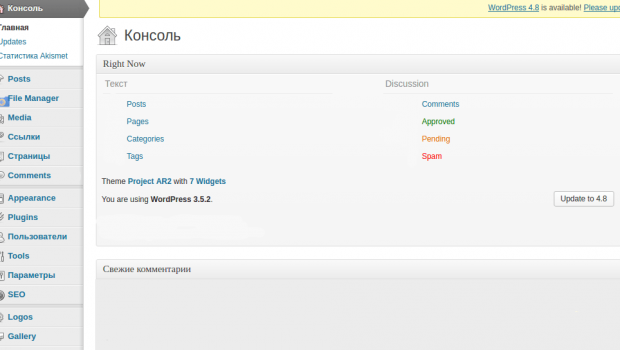 Консоль
Главная
Updates
Статистика Akismet
Posts
File Manager
Media
Ссылки
Страницы
Comments
Appearance
Plugins
Пользователи
Tools
Параметры
SEO
Logos
Gallery
WordPress 4.8 is available! Please upd
Консоль
Right Now
Текст
Discussion
Posts
Comments
Pages
Approved
Categories
Pending
Tags
Spam
Theme Project AR2 with 7 Widgets
You are using WordPress 3.5.2.
Update to 4.8
Свежие комментарии